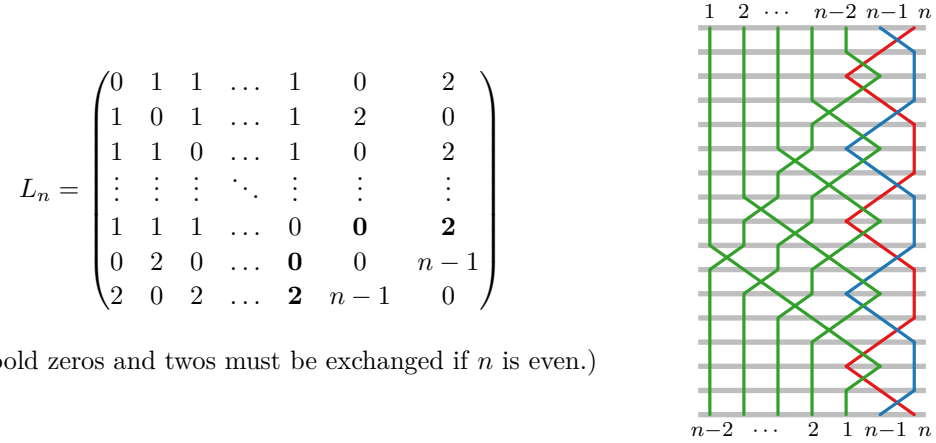 1 2 ⋯ n−2 n−1 n
0 1 1 … 1 0 2
1 0 1 … 1 2 0
1 1 0 … 1 0 2
L_n = ⋮ ⋮ ⋮ ⋱ ⋮ ⋮ ⋮
1 1 1 … 0 0 2
0 2 0 … 0 0 n − 1
2 0 2 … 2 n − 1 0
bold zeros and twos must be exchanged if n is even.)
n−2 ⋯ 2 1 n−1 n